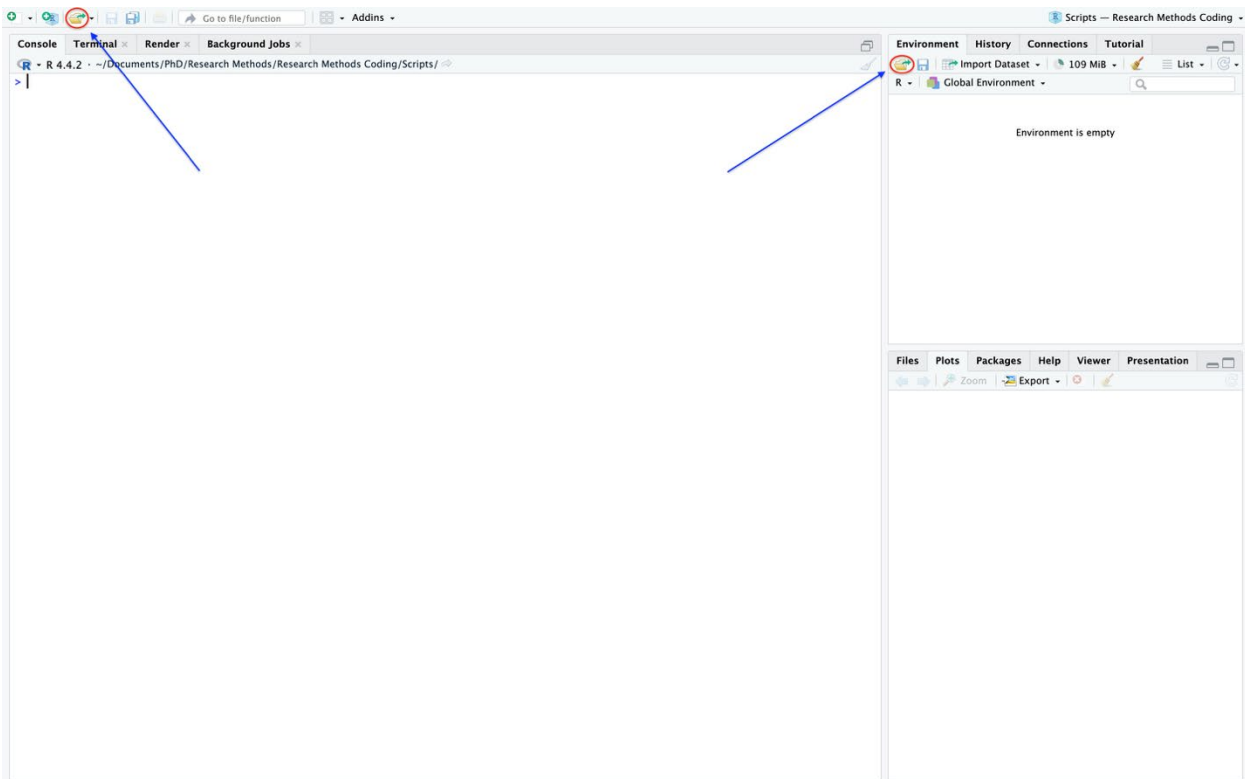 Go to file/function Addins Scripts — Research Methods Coding
Console Terminal Render Background Jobs
R 4.4.2 · ~/Documents/PhD/Research Methods/Research Methods Coding/Scripts/
>
Environment History Connections Tutorial
Import Dataset 109 MiB List
R Global Environment
Environment is empty
Files Plots Packages Help Viewer Presentation
Zoom Export